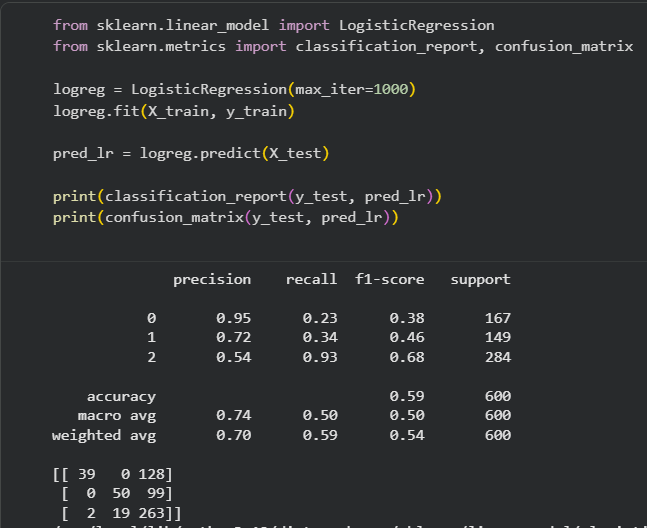 from sklearn.linear_model import LogisticRegression
from sklearn.metrics import classification_report, confusion_matrix
logreg = LogisticRegression(max_iter=1000)
logreg.fit(X_train, y_train)
pred_lr = logreg.predict(X_test)
print(classification_report(y_test, pred_lr))
print(confusion_matrix(y_test, pred_lr))
precision recall f1-score support
0 0.95 0.23 0.38 167
1 0.72 0.34 0.46 149
2 0.54 0.93 0.68 284
accuracy 0.59 600
macro avg 0.74 0.50 0.50 600
weighted avg 0.70 0.59 0.54 600
[[ 39 0 128]
[ 0 50 99]
[ 2 19 263]]